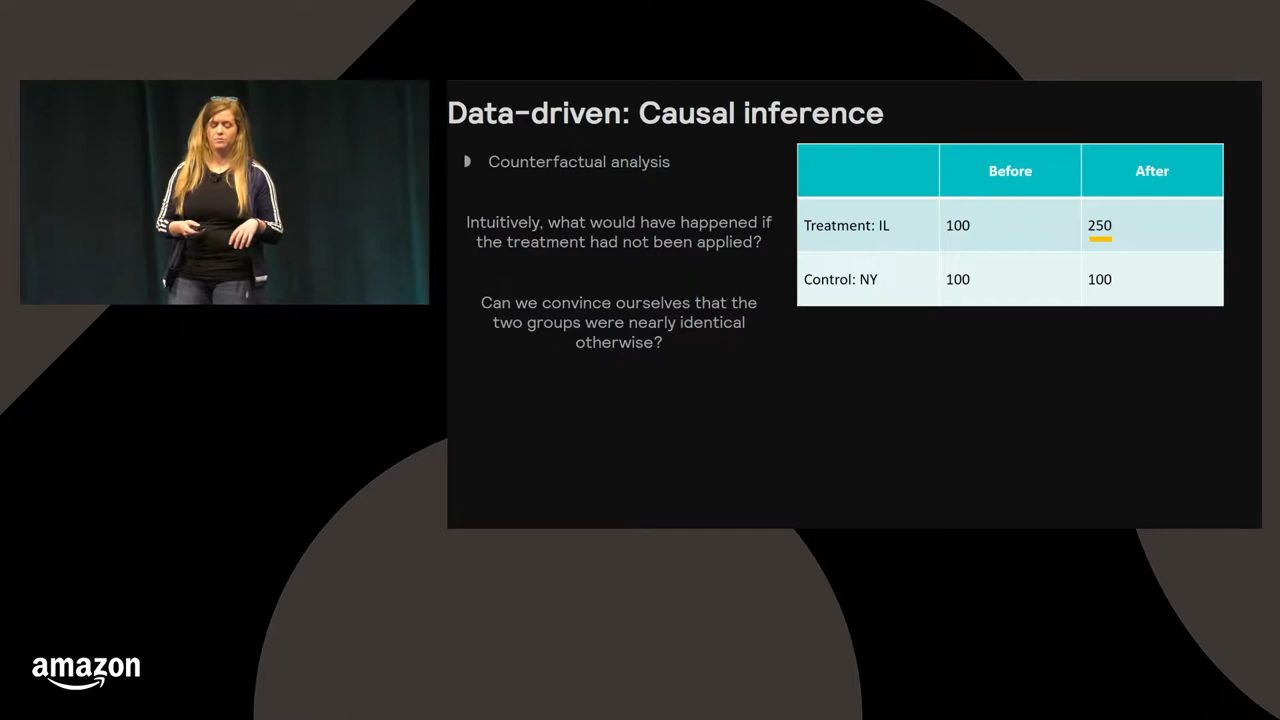 Data-driven: Causal inference
Counterfactual analysis
Intuitively, what would have happened if
the treatment had not been applied?
Can we convince ourselves that the
two groups were nearly identical
otherwise?
Before After
Treatment: IL 100 250
Control: NY 100 100
amazon